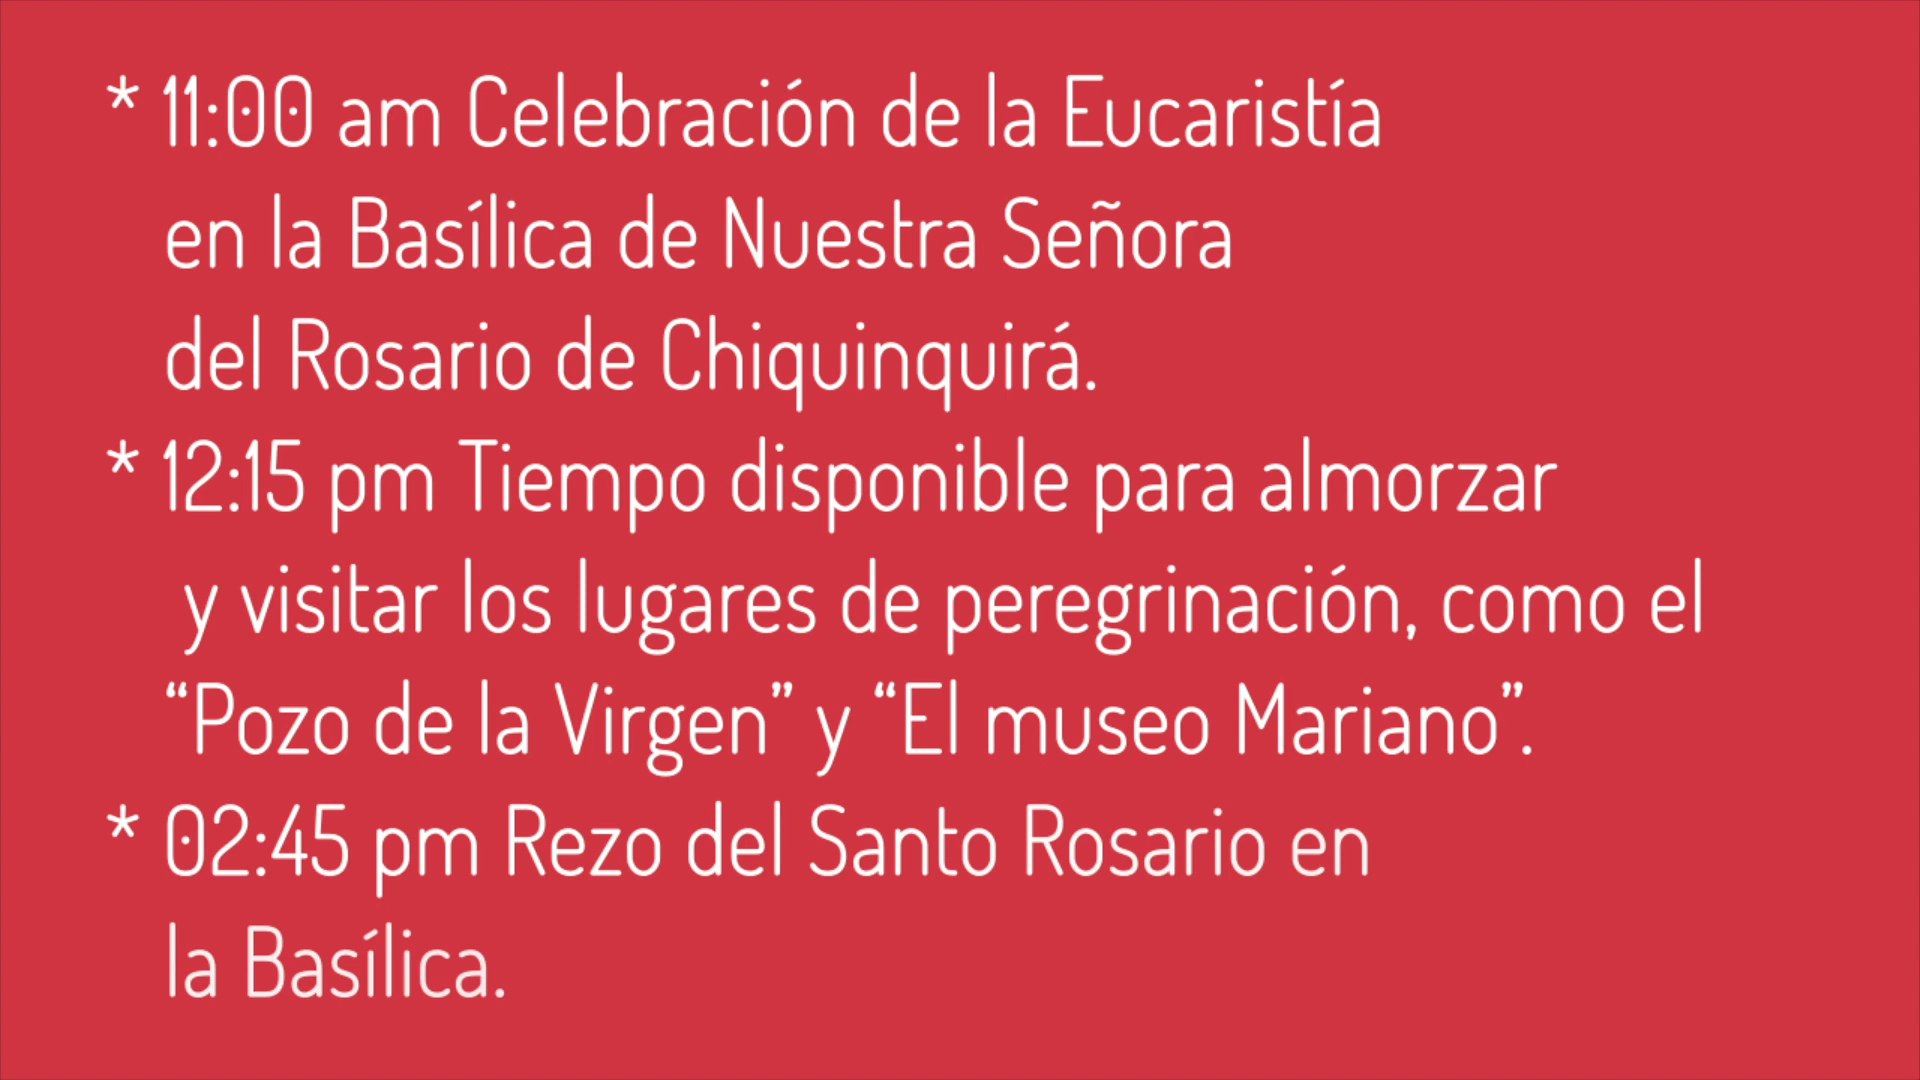 * 11:00 am Celebración de la Eucaristía
en la Basílica de Nuestra Señora
del Rosario de Chiquinquirá.
* 12:15 pm Tiempo disponible para almorzar
y visitar los lugares de peregrinación, como el
“Pozo de la Virgen” y “El museo Mariano”.
* 02:45 pm Rezo del Santo Rosario en
la Basílica.